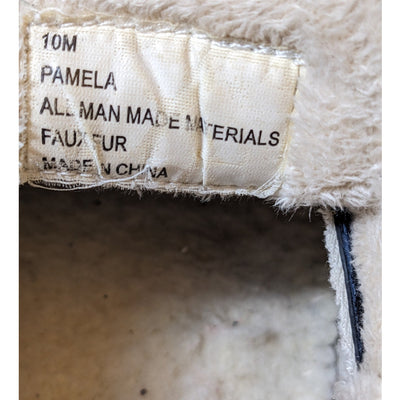 10M
PAMELA
ALL MAN MADE MATERIALS
FAUX FUR
MADE IN CHINA